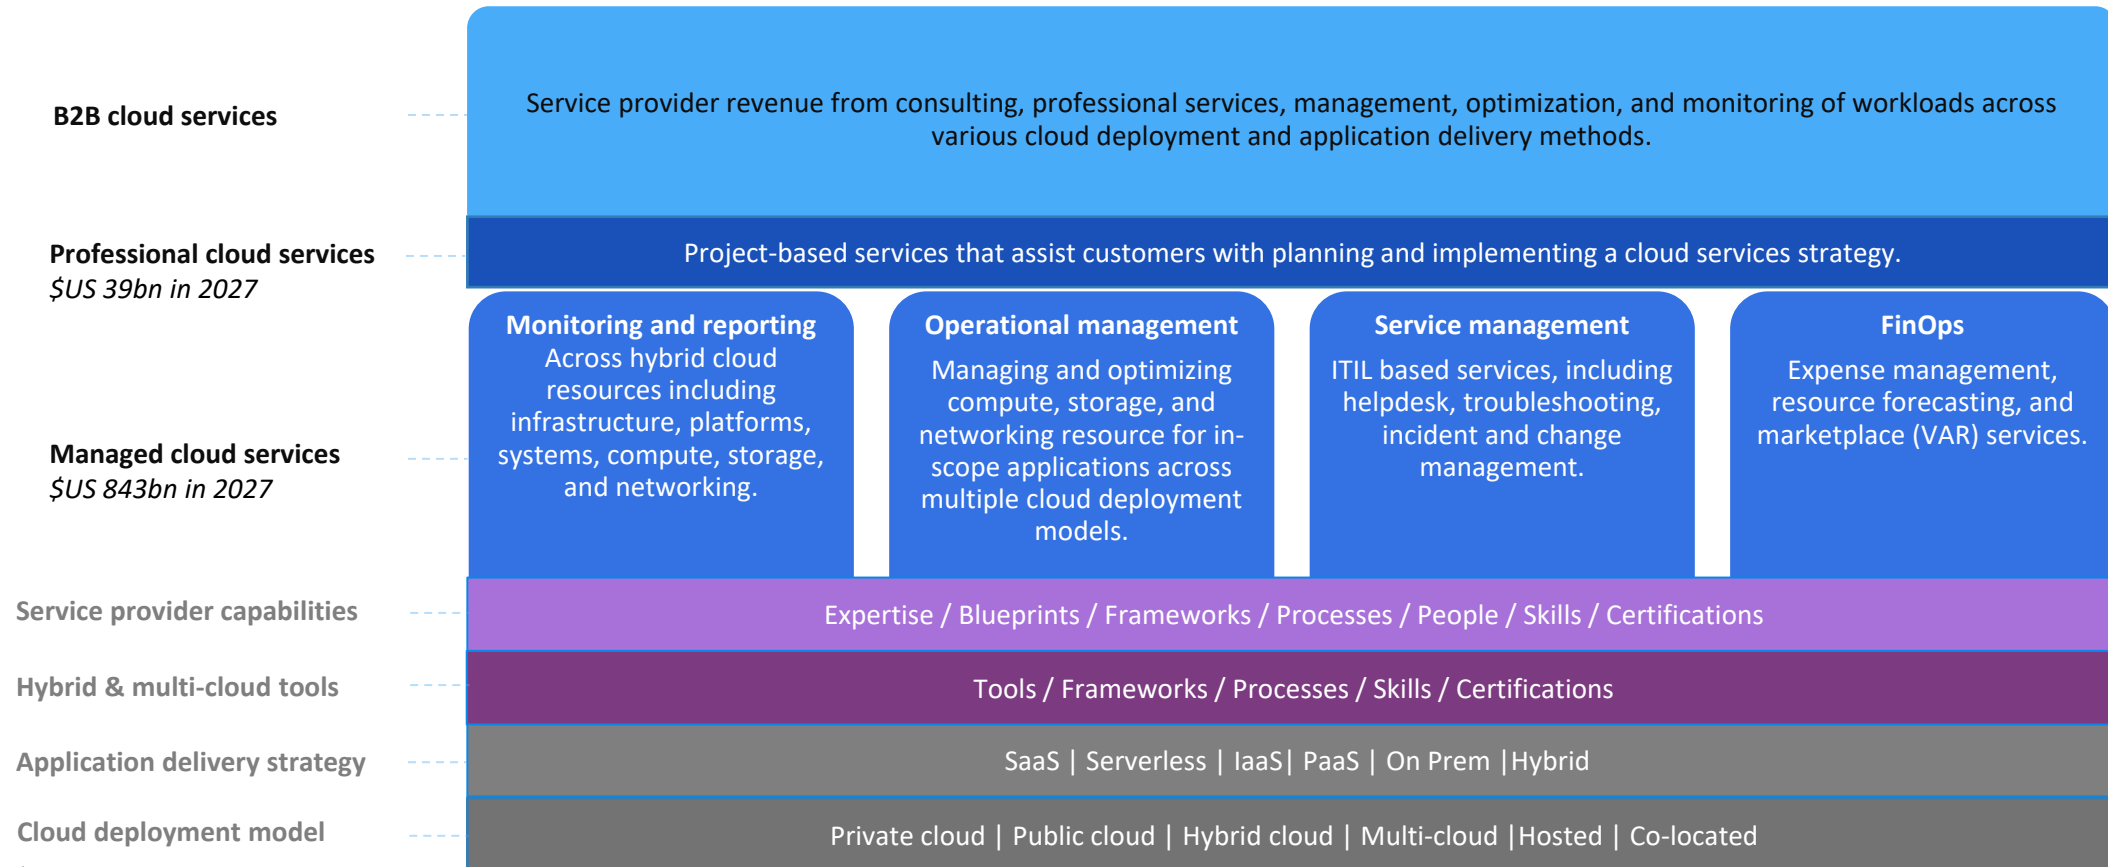 B2B cloud services
Service provider revenue from consulting, professional services, management, optimization, and monitoring of workloads across
various cloud deployment and application delivery methods.
Professional cloud services
$US 39bn in 2027
Project-based services that assist customers with planning and implementing a cloud services strategy.
Managed cloud services
$US 843bn in 2027
Monitoring and reporting
Across hybrid cloud
resources including
infrastructure, platforms,
systems, compute, storage,
and networking.
Operational management
Managing and optimizing
compute, storage, and
networking resource for in-
scope applications across
multiple cloud deployment
models.
Service management
ITIL based services, including
helpdesk, troubleshooting,
incident and change
management.
FinOps
Expense management,
resource forecasting, and
marketplace (VAR) services.
Service provider capabilities
Expertise / Blueprints / Frameworks / Processes / People / Skills / Certifications
Hybrid & multi-cloud tools
Tools / Frameworks / Processes / Skills / Certifications
Application delivery strategy
SaaS | Serverless | IaaS| PaaS | On Prem |Hybrid
Cloud deployment model
Private cloud | Public cloud | Hybrid cloud | Multi-cloud |Hosted | Co-located